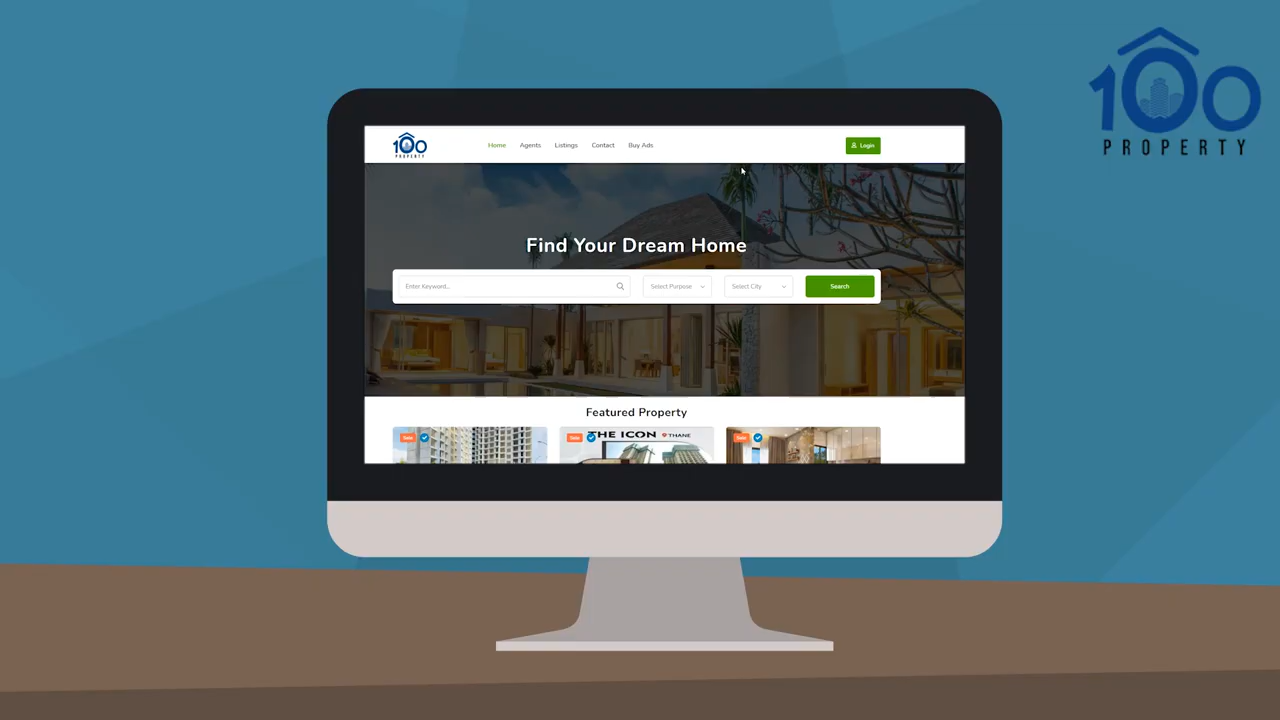 100
PROPERTY
100
PROPERTY
Home Agents Listings Contact Buy Ads Login
Find Your Dream Home
Enter Keyword... Select Purpose Select City Search
Featured Property
Sale Sale THE ICON THANE Sale